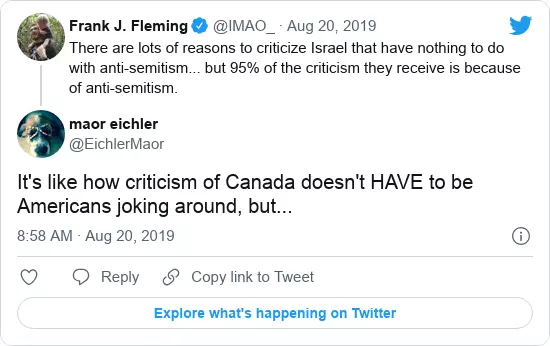 Frank J. Fleming @IMAO_ · Aug 20, 2019
There are lots of reasons to criticize Israel that have nothing to do
with anti-semitism... but 95% of the criticism they receive is because
of anti-semitism.
maor eichler
@EichlerMaor
It's like how criticism of Canada doesn't HAVE to be
Americans joking around, but...
8:58 AM · Aug 20, 2019
Reply Copy link to Tweet
Explore what's happening on Twitter